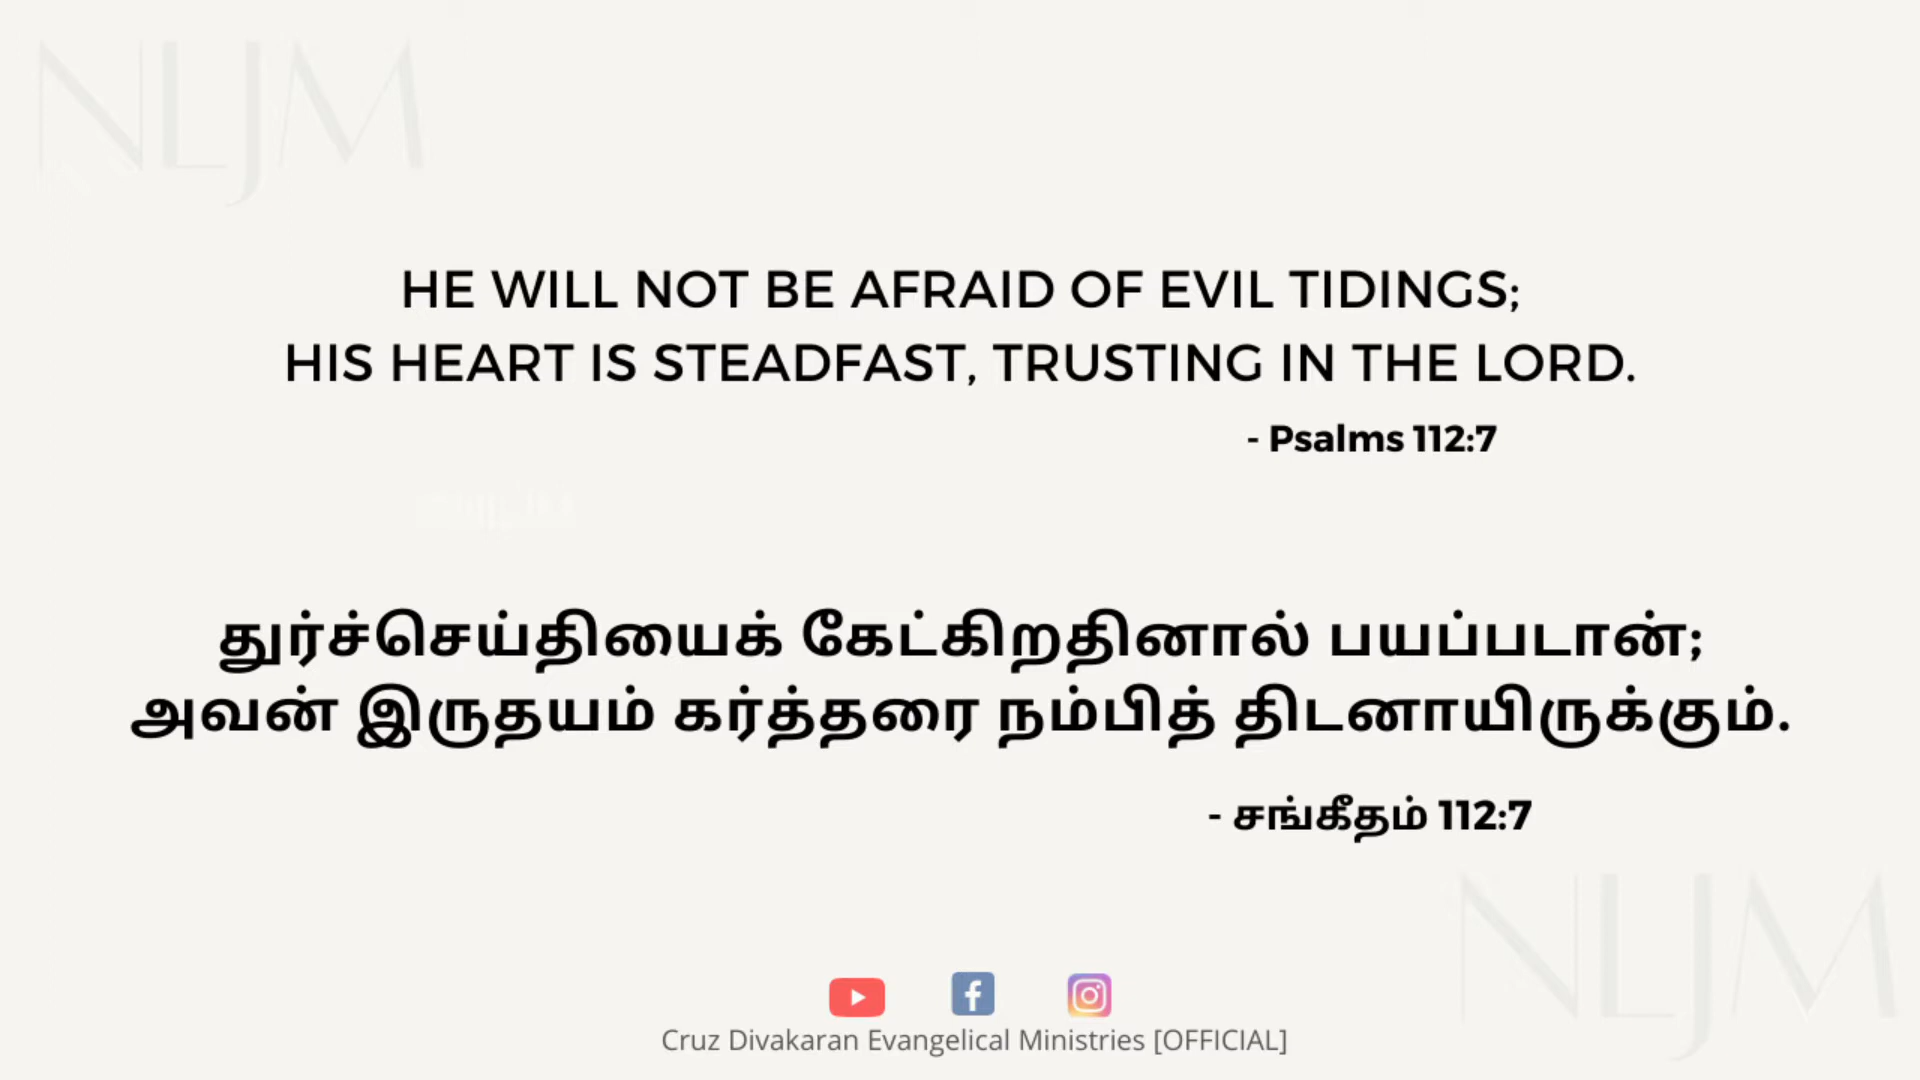 NLJM
HE WILL NOT BE AFRAID OF EVIL TIDINGS;
HIS HEART IS STEADFAST, TRUSTING IN THE LORD.
- Psalms 112:7
துர்ச்செய்தியைக் கேட்கிறதினால் பயப்படான்;
அவன் இருதயம் கர்த்தரை நம்பித் திடனாயிருக்கும்.
- சங்கீதம் 112:7
NLJM
Cruz Divakaran Evangelical Ministries [OFFICIAL]